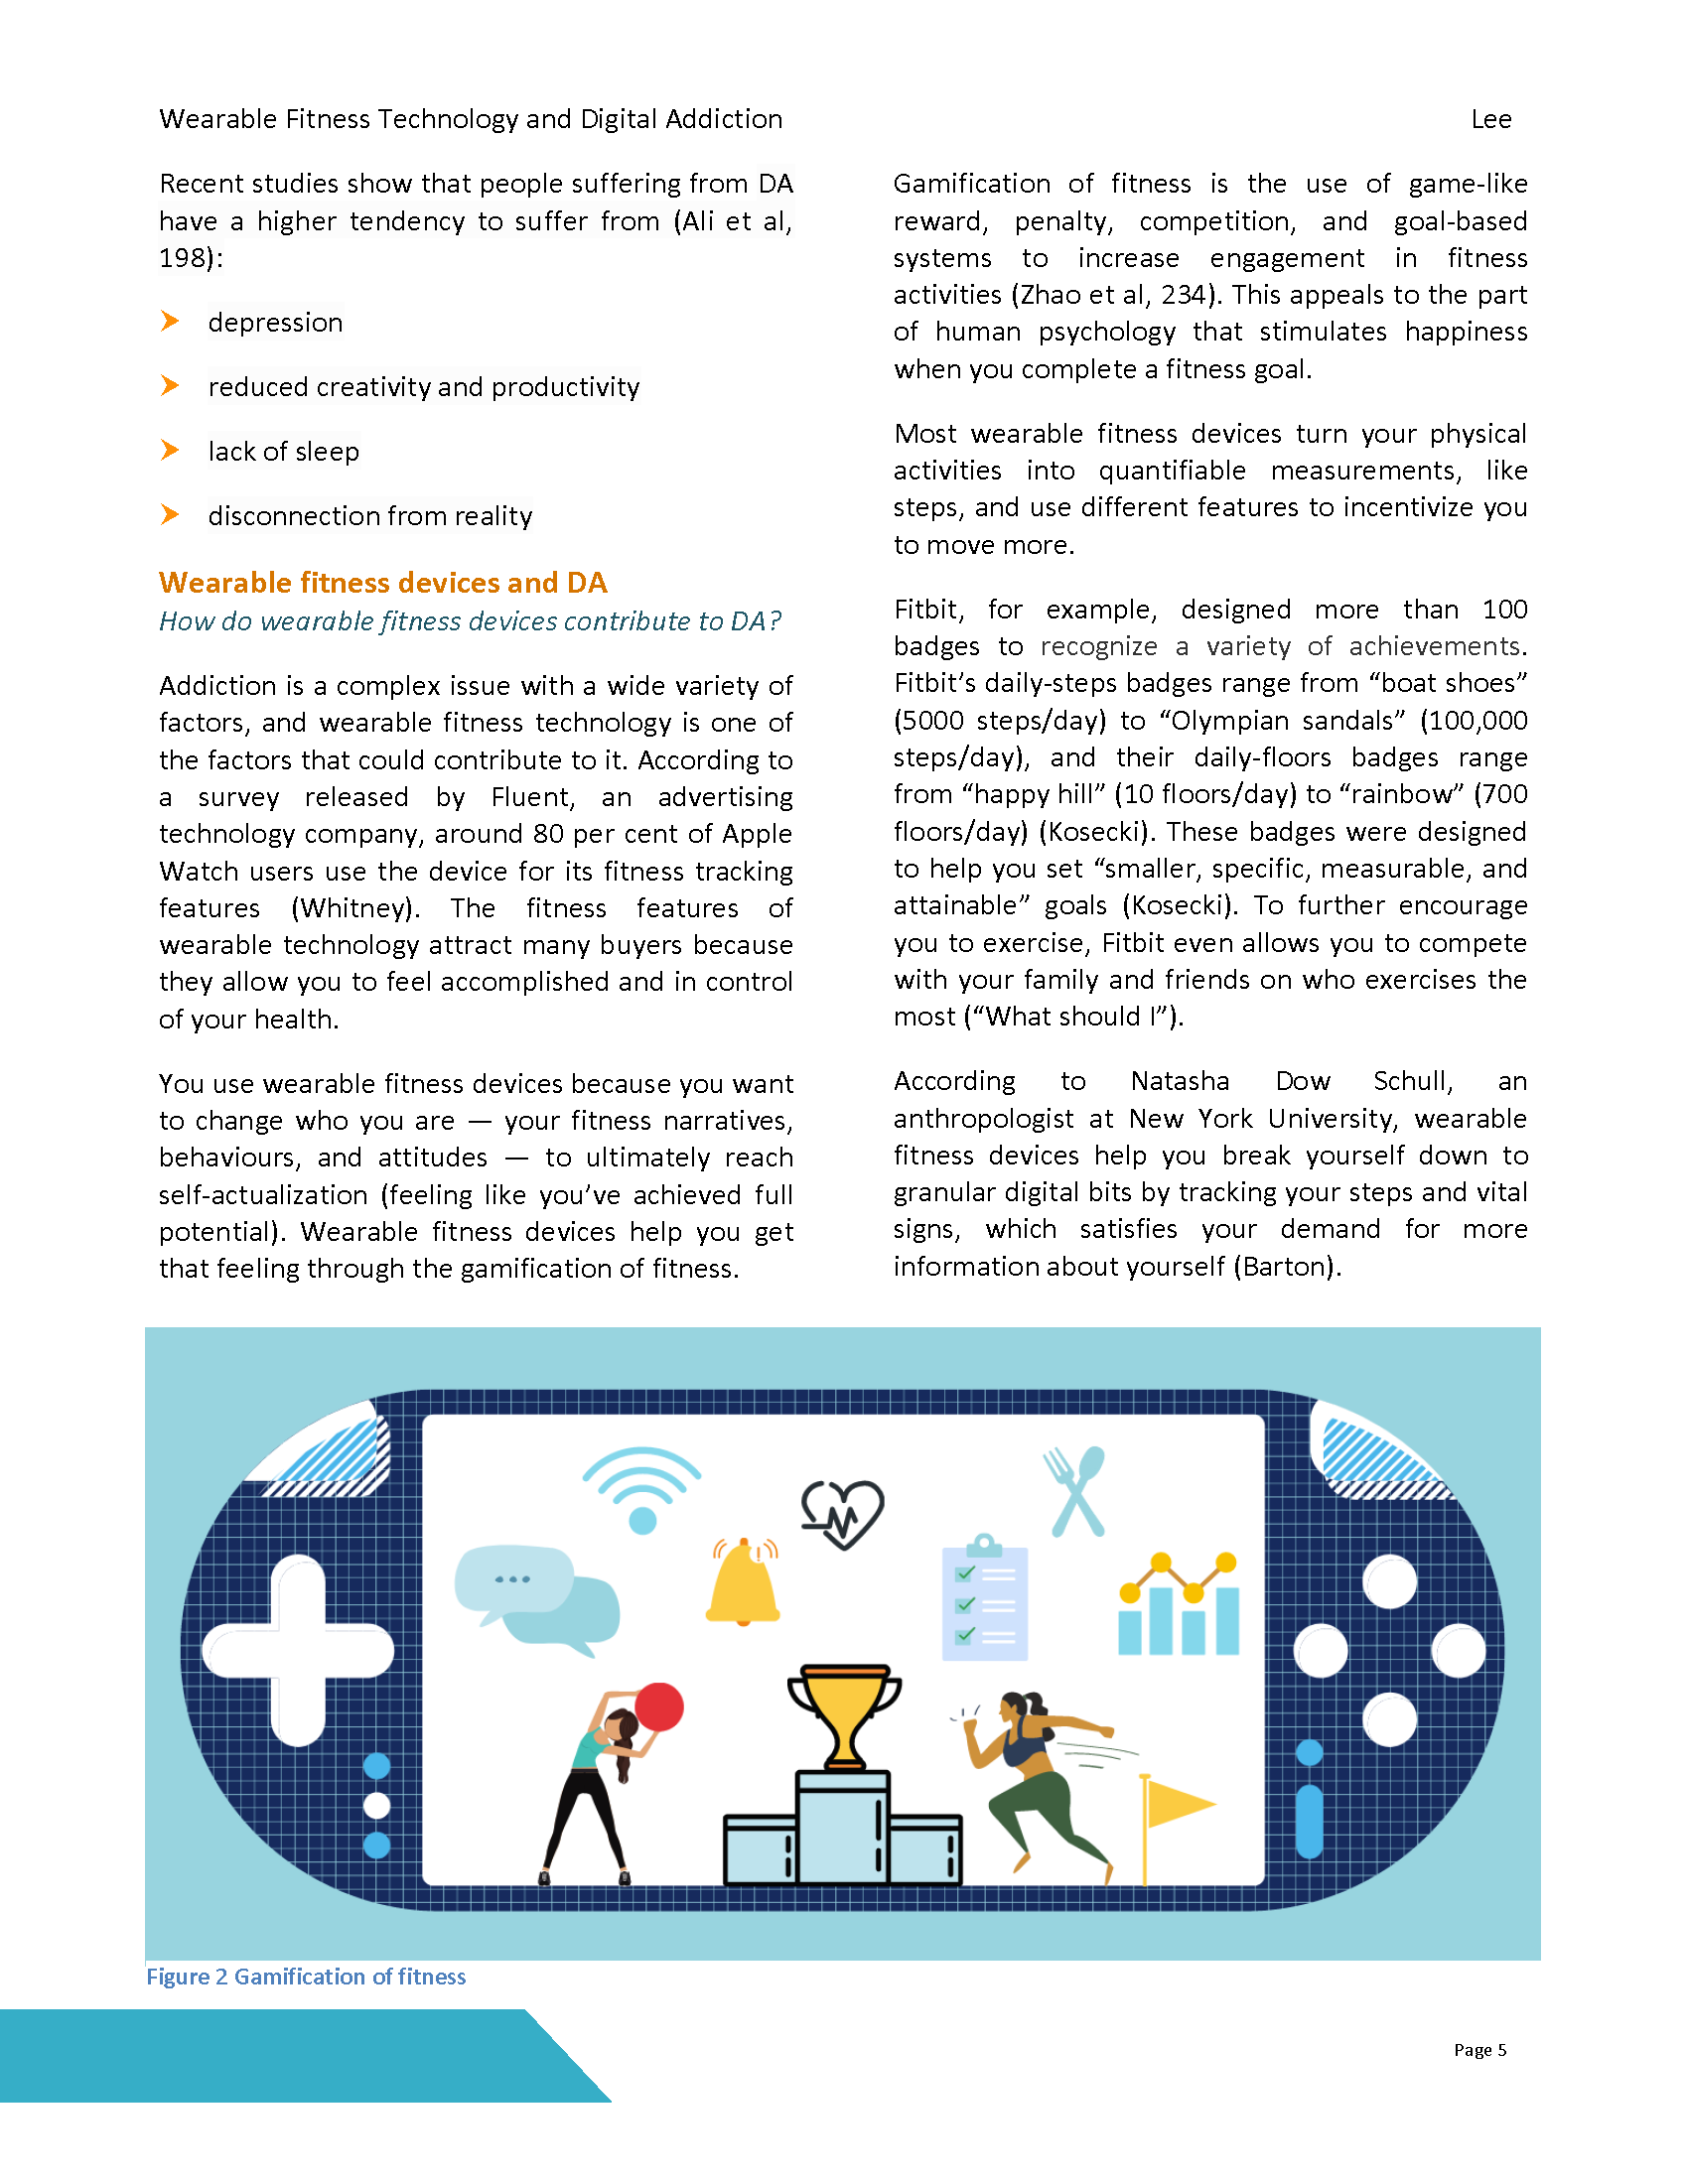 Wearable Fitness Technology and Digital Addiction Lee
Recent studies show that people suffering from DA
have a higher tendency to suffer from (Ali et al,
198):
depression
reduced creativity and productivity
lack of sleep
disconnection from reality
Wearable fitness devices and DA
How do wearable fitness devices contribute to DA?
Addiction is a complex issue with a wide variety of
factors, and wearable fitness technology is one of
the factors that could contribute to it. According to
a survey released by Fluent, an advertising
technology company, around 80 per cent of Apple
Watch users use the device for its fitness tracking
features (Whitney). The fitness features of
wearable technology attract many buyers because
they allow you to feel accomplished and in control
of your health.
You use wearable fitness devices because you want
to change who you are — your fitness narratives,
behaviours, and attitudes — to ultimately reach
self-actualization (feeling like you’ve achieved full
potential). Wearable fitness devices help you get
that feeling through the gamification of fitness.
Gamification of fitness is the use of game-like
reward, penalty, competition, and goal-based
systems to increase engagement in fitness
activities (Zhao et al, 234). This appeals to the part
of human psychology that stimulates happiness
when you complete a fitness goal.
Most wearable fitness devices turn your physical
activities into quantifiable measurements, like
steps, and use different features to incentivize you
to move more.
Fitbit, for example, designed more than 100
badges to recognize a variety of achievements.
Fitbit’s daily-steps badges range from “boat shoes”
(5000 steps/day) to “Olympian sandals” (100,000
steps/day), and their daily-floors badges range
from “happy hill” (10 floors/day) to “rainbow” (700
floors/day) (Kosecki). These badges were designed
to help you set “smaller, specific, measurable, and
attainable” goals (Kosecki). To further encourage
you to exercise, Fitbit even allows you to compete
with your family and friends on who exercises the
most (“What should I”).
According to Natasha Dow Schull, an
anthropologist at New York University, wearable
fitness devices help you break yourself down to
granular digital bits by tracking your steps and vital
signs, which satisfies your demand for more
information about yourself (Barton).
Figure 2 Gamification of fitness
Page 5